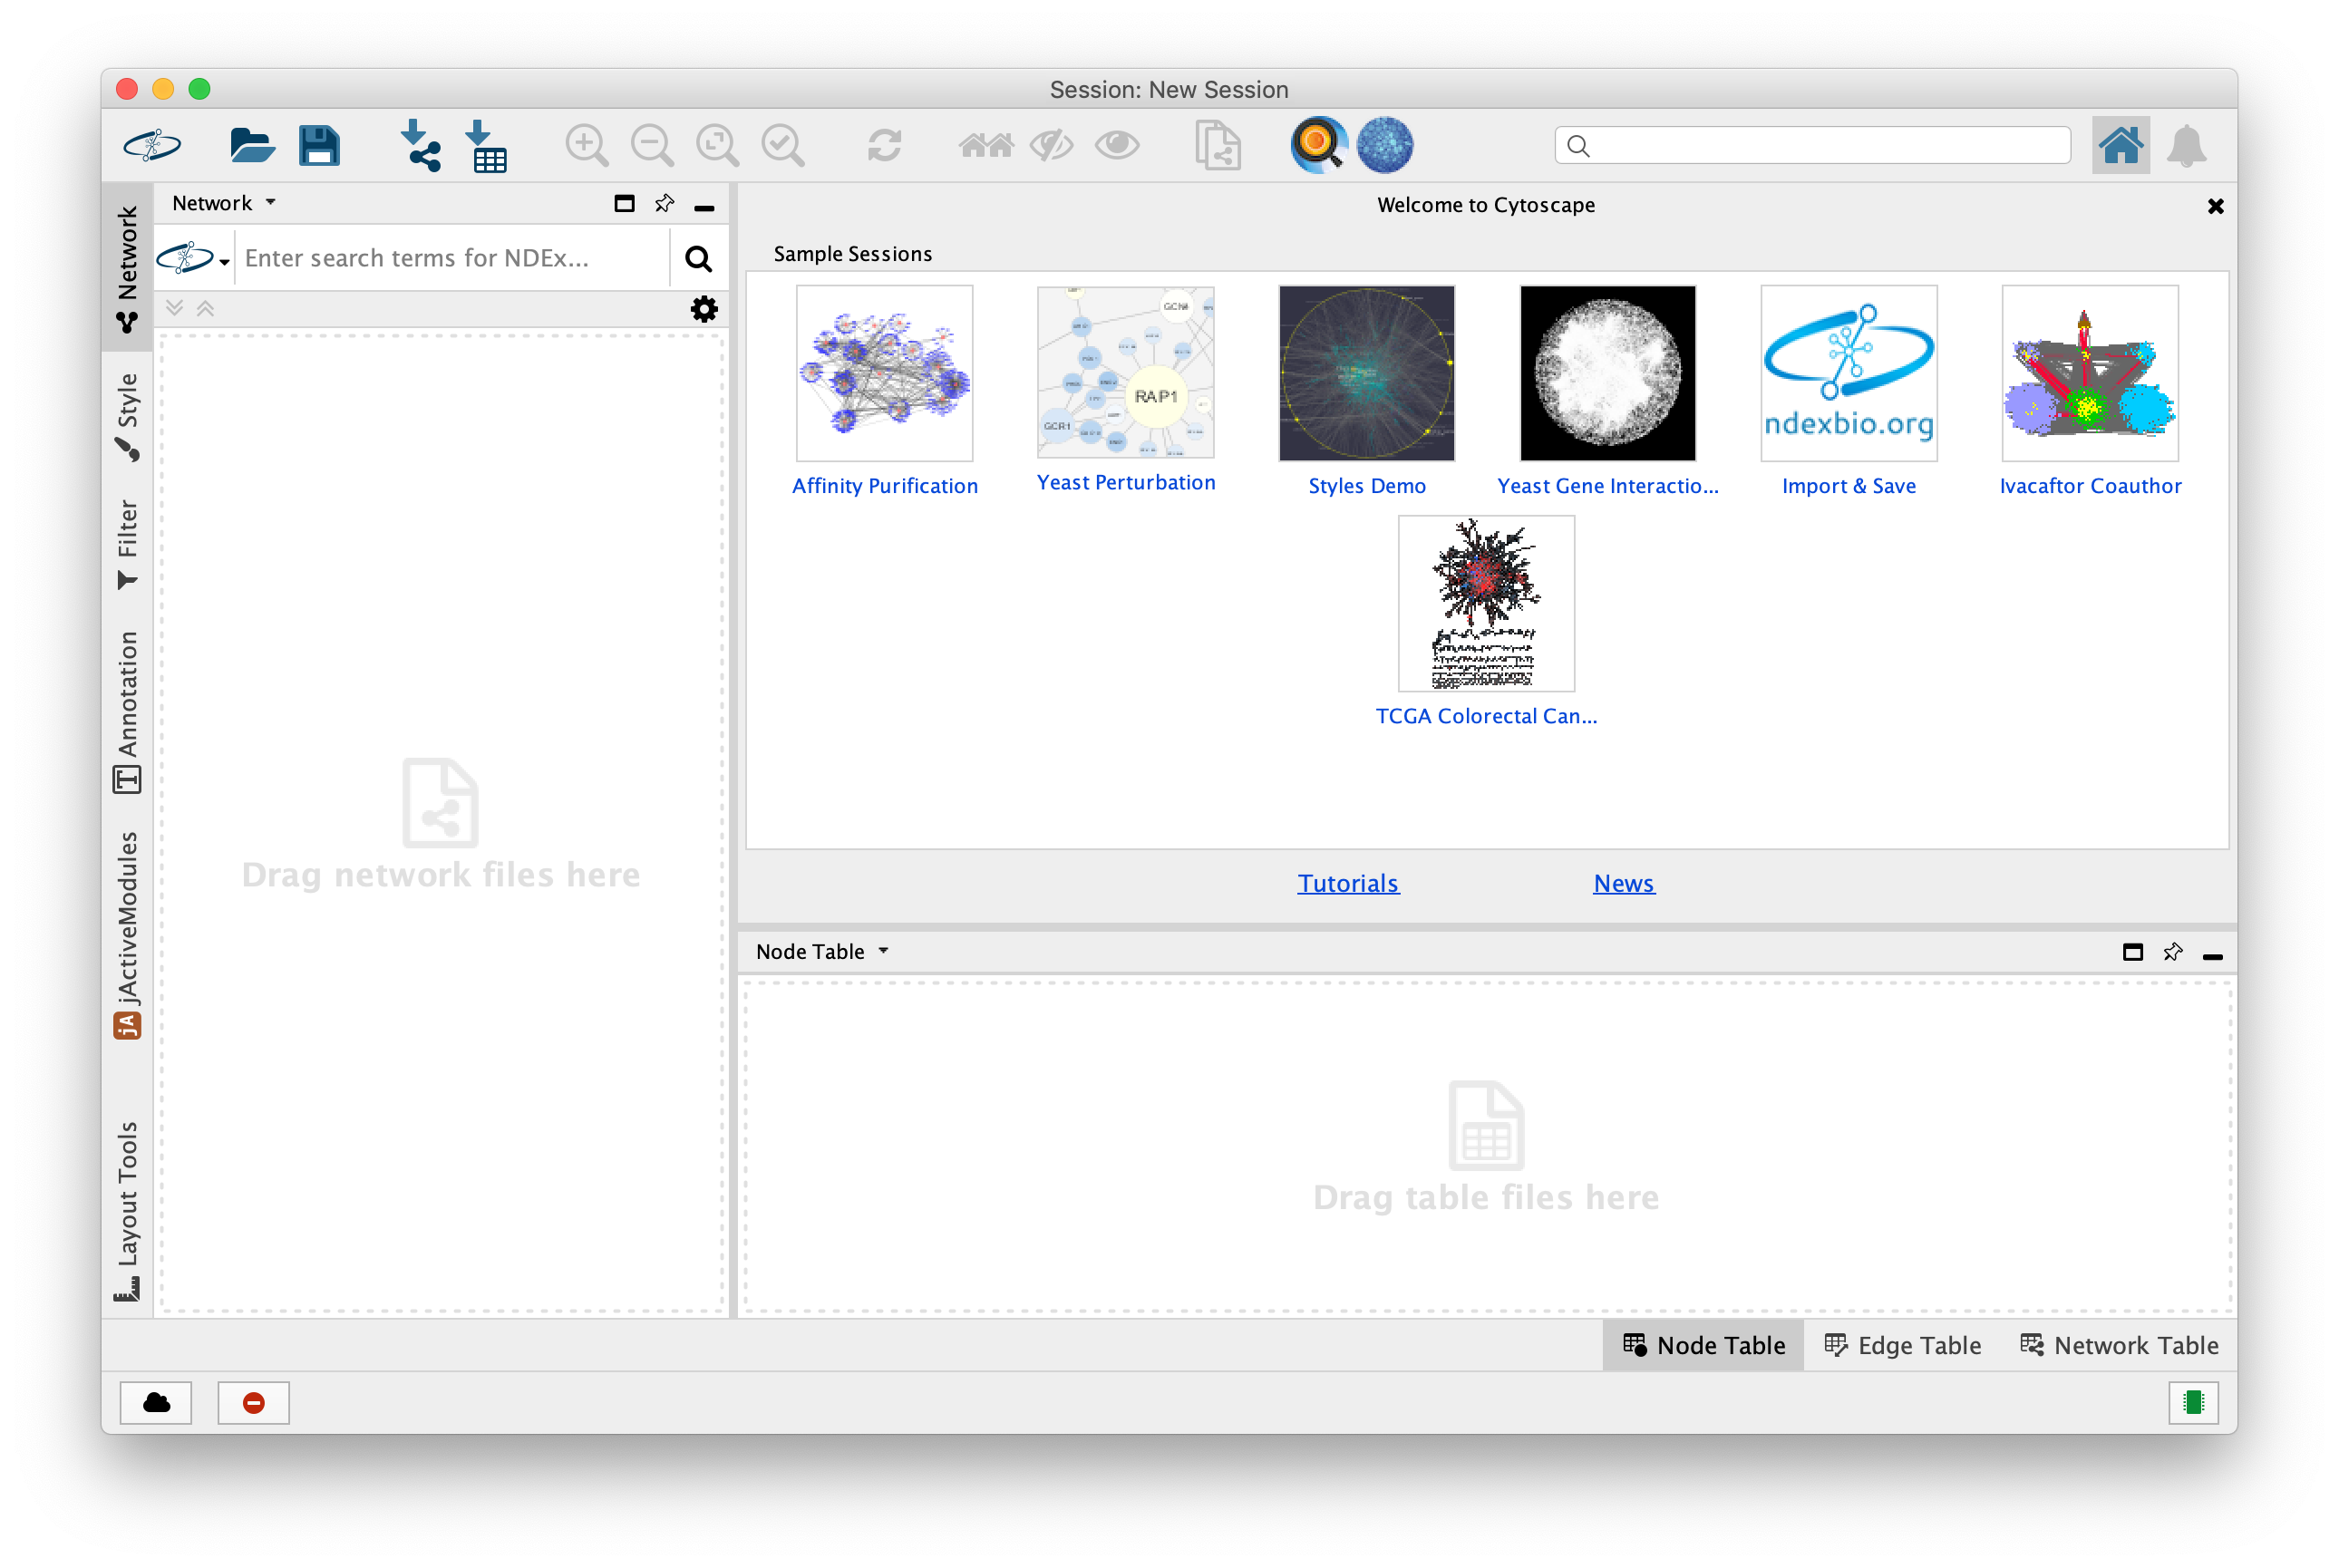 Session: New Session
Network
Enter search terms for NDEx...
Network
Style
Filter
Annotation
jActiveModules
jA
Layout Tools
Drag network files here
Welcome to Cytoscape
Sample Sessions
GCN4
RAP1
GCR1
ndexbio.org
Affinity Purification
Yeast Perturbation
Styles Demo
Yeast Gene Interactio...
Import & Save
Ivacaftor Coauthor
TCGA Colorectal Can...
Tutorials
News
Node Table
Drag table files here
Node Table
Edge Table
Network Table